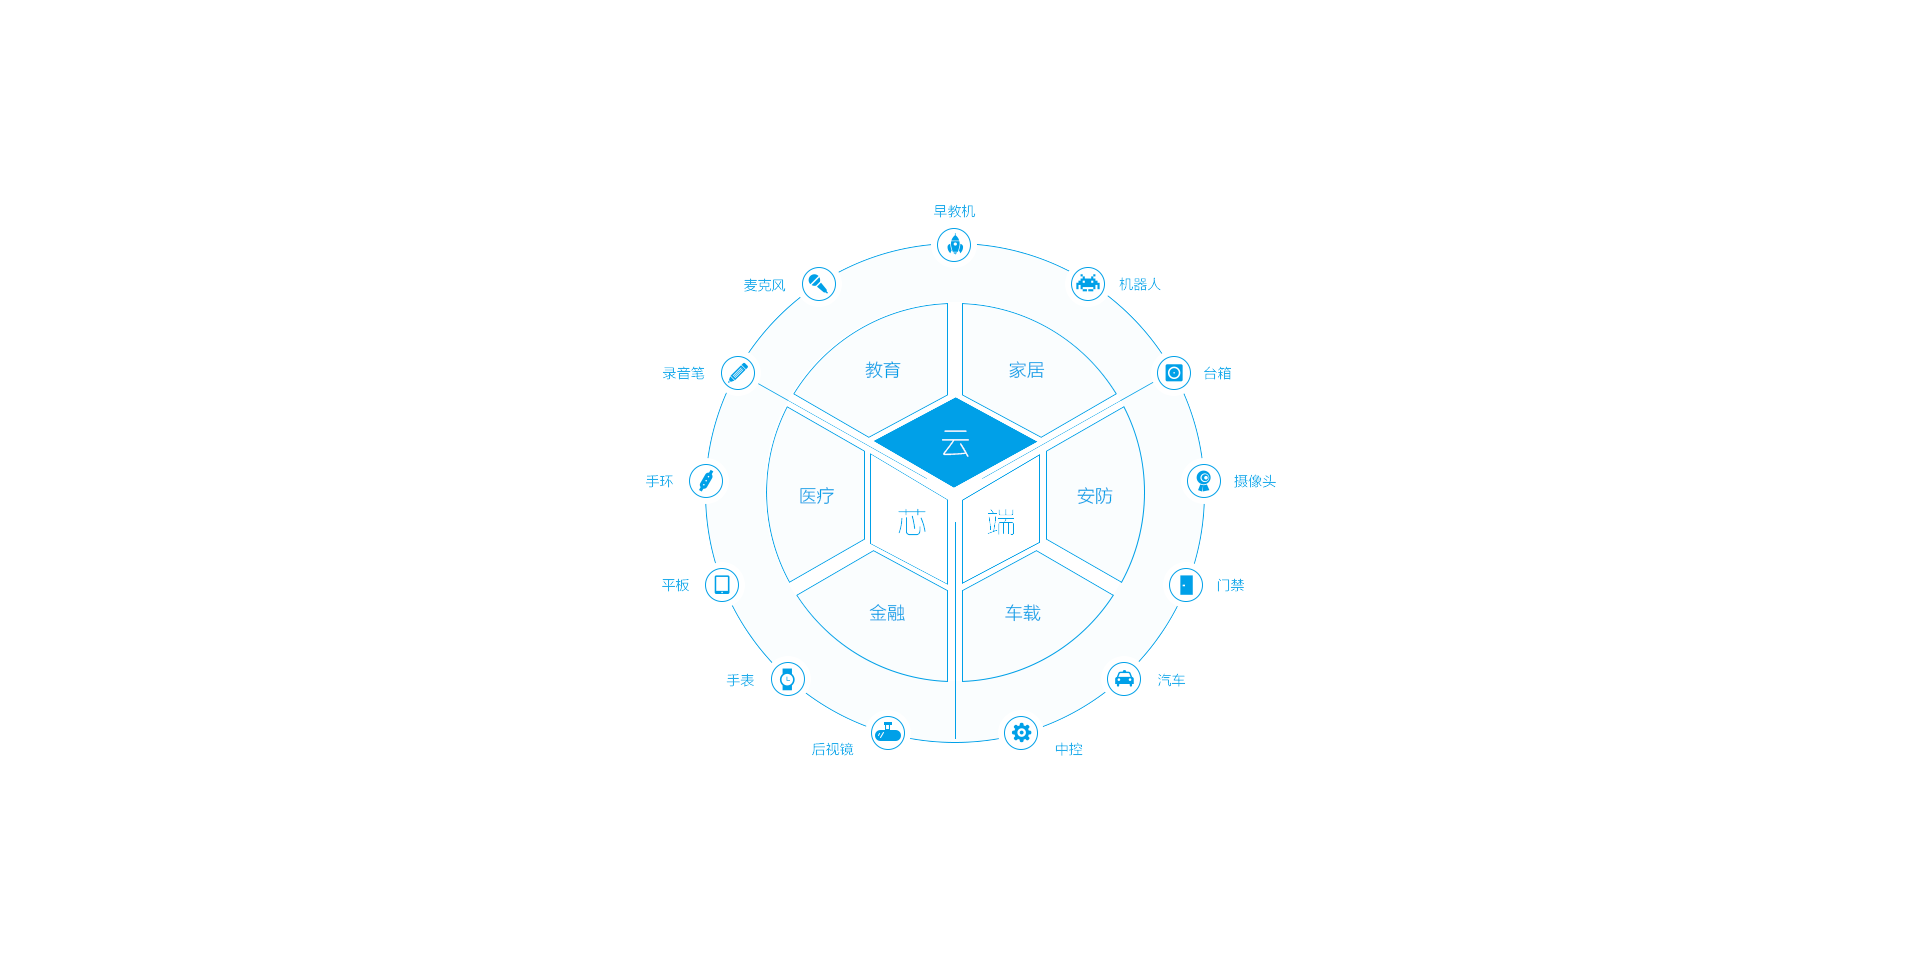 早教机
麦克风
机器人
教育
家居
录音笔
台箱
云
手环
摄像头
医疗
安防
芯
端
平板
门禁
金融
车载
手表
汽车
后视镜
中控